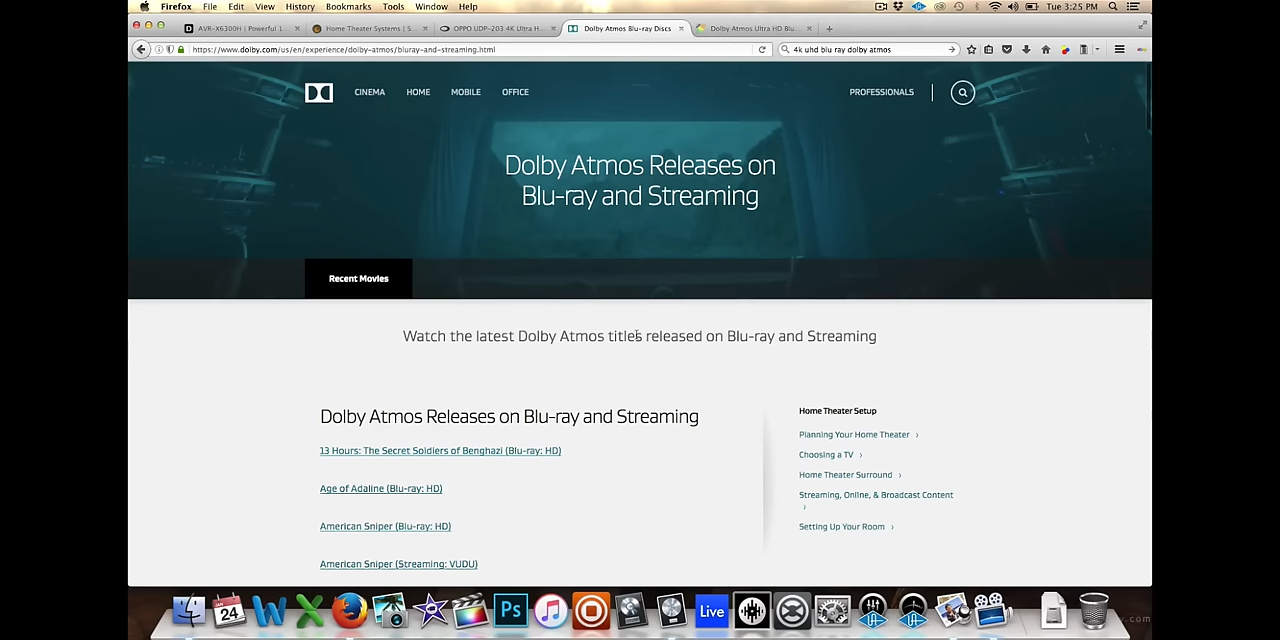 Firefox File Edit View History Bookmarks Tools Window Help Tue 3:25 PM
AVR-X6300H | Powerful 1... Home Theater Systems | S... OPPO UDP-203 4K Ultra H... Dolby Atmos Blu-ray Discs Dolby Atmos Ultra HD Blu...
https://www.dolby.com/us/en/experience/dolby-atmos/bluray-and-streaming.html 4k uhd blu ray dolby atmos
CINEMA HOME MOBILE OFFICE PROFESSIONALS
Dolby Atmos Releases on
Blu-ray and Streaming
Recent Movies
Watch the latest Dolby Atmos titles released on Blu-ray and Streaming
Dolby Atmos Releases on Blu-ray and Streaming
13 Hours: The Secret Soldiers of Benghazi (Blu-ray: HD)
Age of Adaline (Blu-ray: HD)
American Sniper (Blu-ray: HD)
American Sniper (Streaming: VUDU)
Home Theater Setup
Planning Your Home Theater ›
Choosing a TV ›
Home Theater Surround ›
Streaming, Online, & Broadcast Content
›
Setting Up Your Room ›
JAN
24
Ps
Live